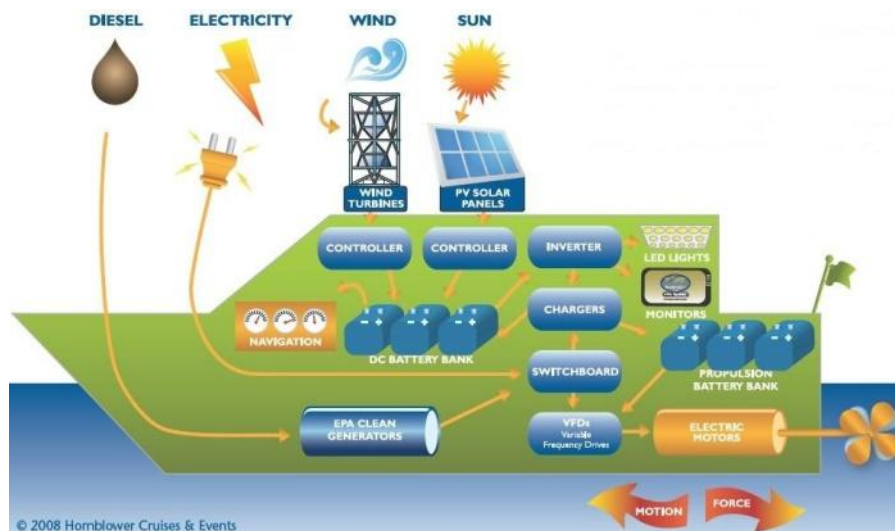 DIESEL
ELECTRICITY
WIND
SUN
WIND
TURBINES
PV SOLAR
PANELS
CONTROLLER
CONTROLLER
INVERTER
LED LIGHTS
MONITORS
CHARGERS
NAVIGATION
DC BATTERY BANK
SWITCHBOARD
PROPULSION
BATTERY BANK
EPA CLEAN
GENERATORS
VFDs
Variable
Frequency Drives
ELECTRIC
MOTORS
MOTION
FORCE
© 2008 Hornblower Cruises & Events